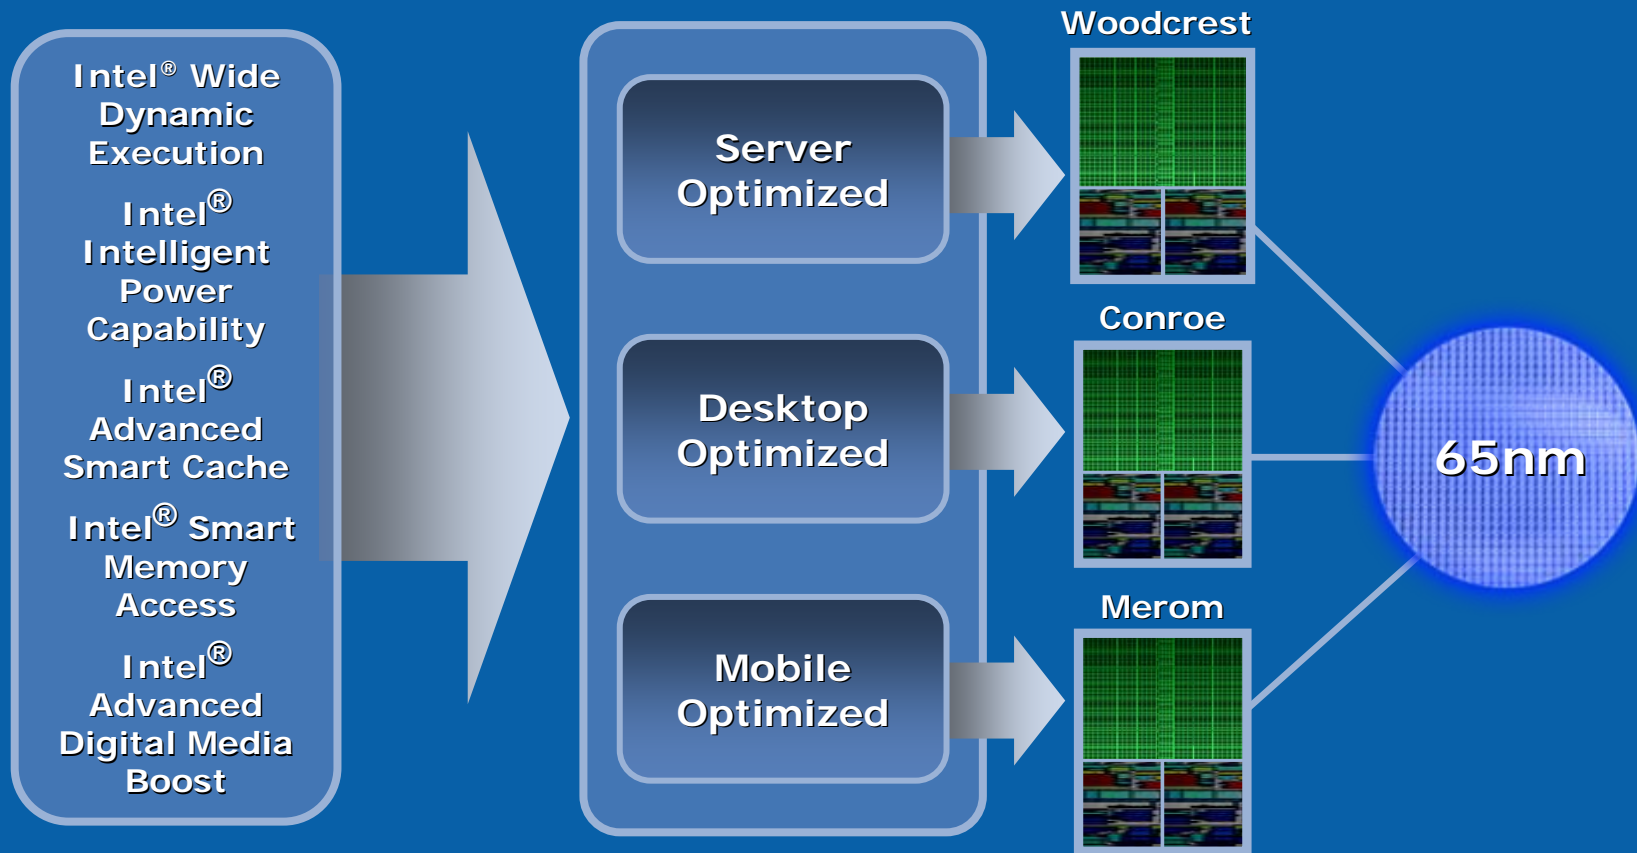 Intel® Wide
Dynamic
Execution
Intel®
Intelligent
Power
Capability
Intel®
Advanced
Smart Cache
Intel® Smart
Memory
Access
Intel®
Advanced
Digital Media
Boost
Server
Optimized
Desktop
Optimized
Mobile
Optimized
Woodcrest
Conroe
Merom
65nm